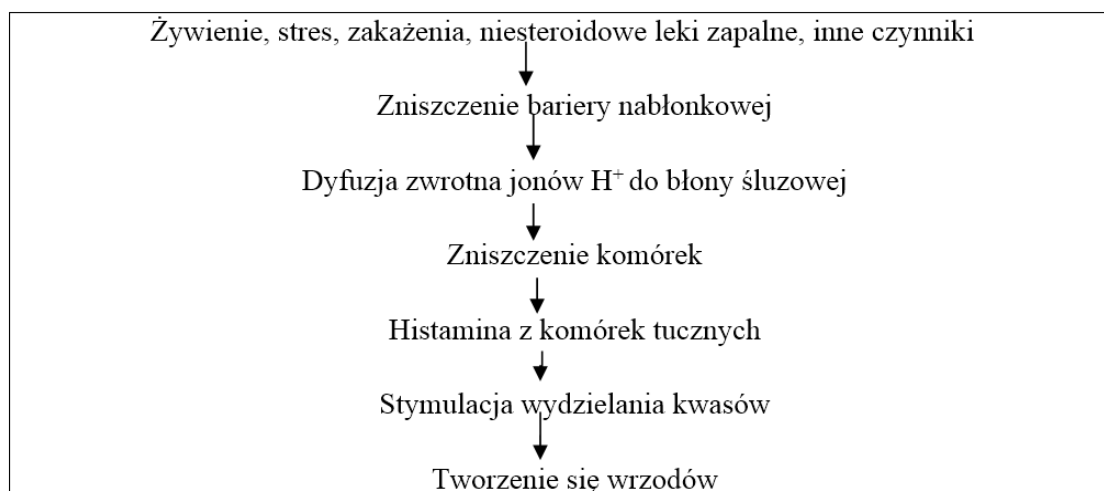 Żywienie, stres, zakażenia, niesteroidowe leki zapalne, inne czynniki
Zniszczenie bariery nabłonkowej
Dyfuzja zwrotna jonów H⁺ do błony śluzowej
Zniszczenie komórek
Histamina z komórek tucznych
Stymulacja wydzielania kwasów
Tworzenie się wrzodów